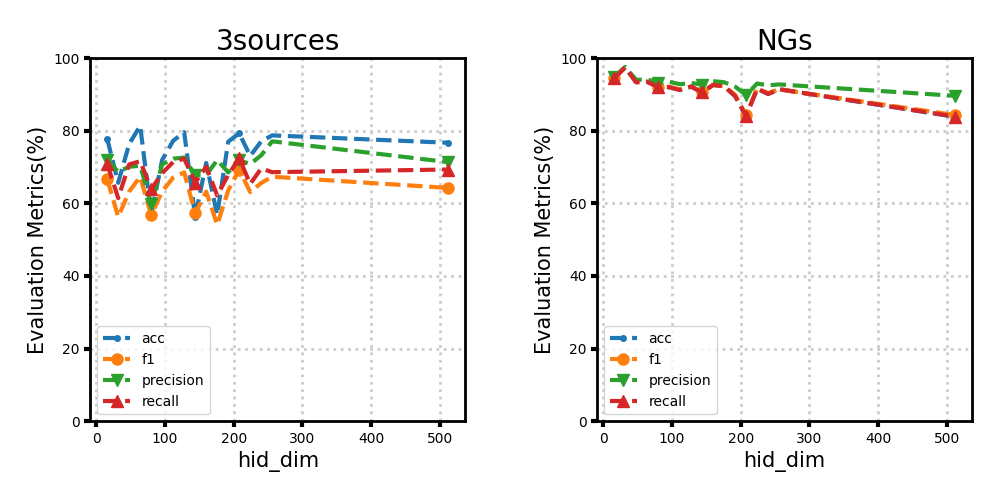 3sources
Evaluation Metrics(%)
100
80
60
40
20
0
acc
f1
precision
recall
0 100 200 300 400 500
hid_dim
NGs
Evaluation Metrics(%)
100
80
60
40
20
0
acc
f1
precision
recall
0 100 200 300 400 500
hid_dim